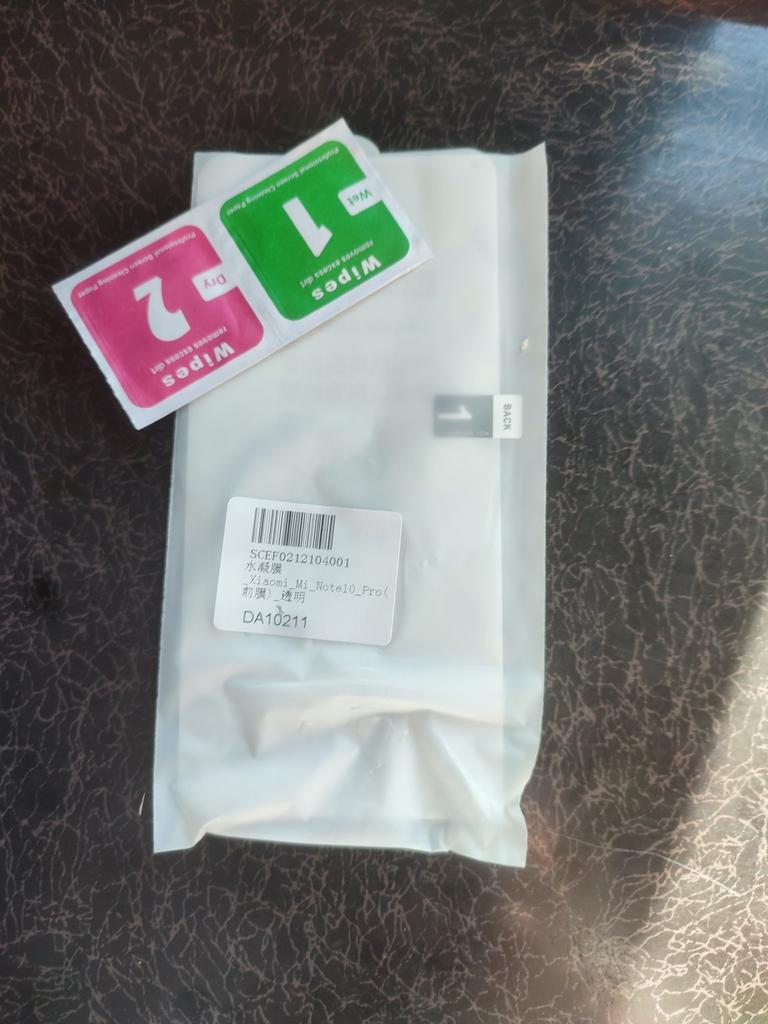 Wipes
removes excess dirt
1
Wet
Professional Screen Cleaning Paper
Wipes
removes excess dirt
2
Dry
Professional Screen Cleaning Paper
BACK
1
SCEF0212104001
水凝膜
_Xiaomi_Mi_Note10_Pro(
前膜)_透明
DA10211